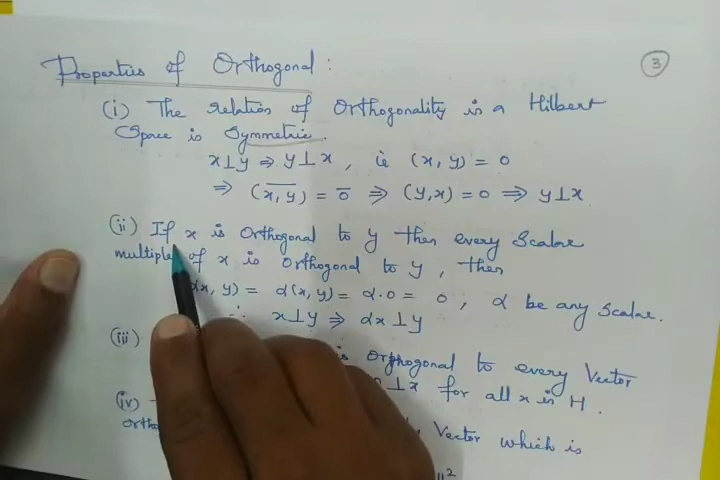 Properties of Orthogonal :
3
(i) The relation of Orthogonality in a Hilbert
Space is Symmetric.
x⊥y ⇒ y⊥x , ie (x, y) = 0
⇒ (x̅,̅ ̅y̅) = 0̅ ⇒ (y,x) = 0 ⇒ y⊥x.
(ii) If x is Orthogonal to y then every Scalar
multiple of x is Orthogonal to y , then
αx, y) = α(x, y) = α.0 = 0 , α be any Scalar.
∴ x⊥y ⇒ αx⊥y
(iii) is orthogonal to every Vector
⊥x for all x in H.
(iv)
ortho Vector which is